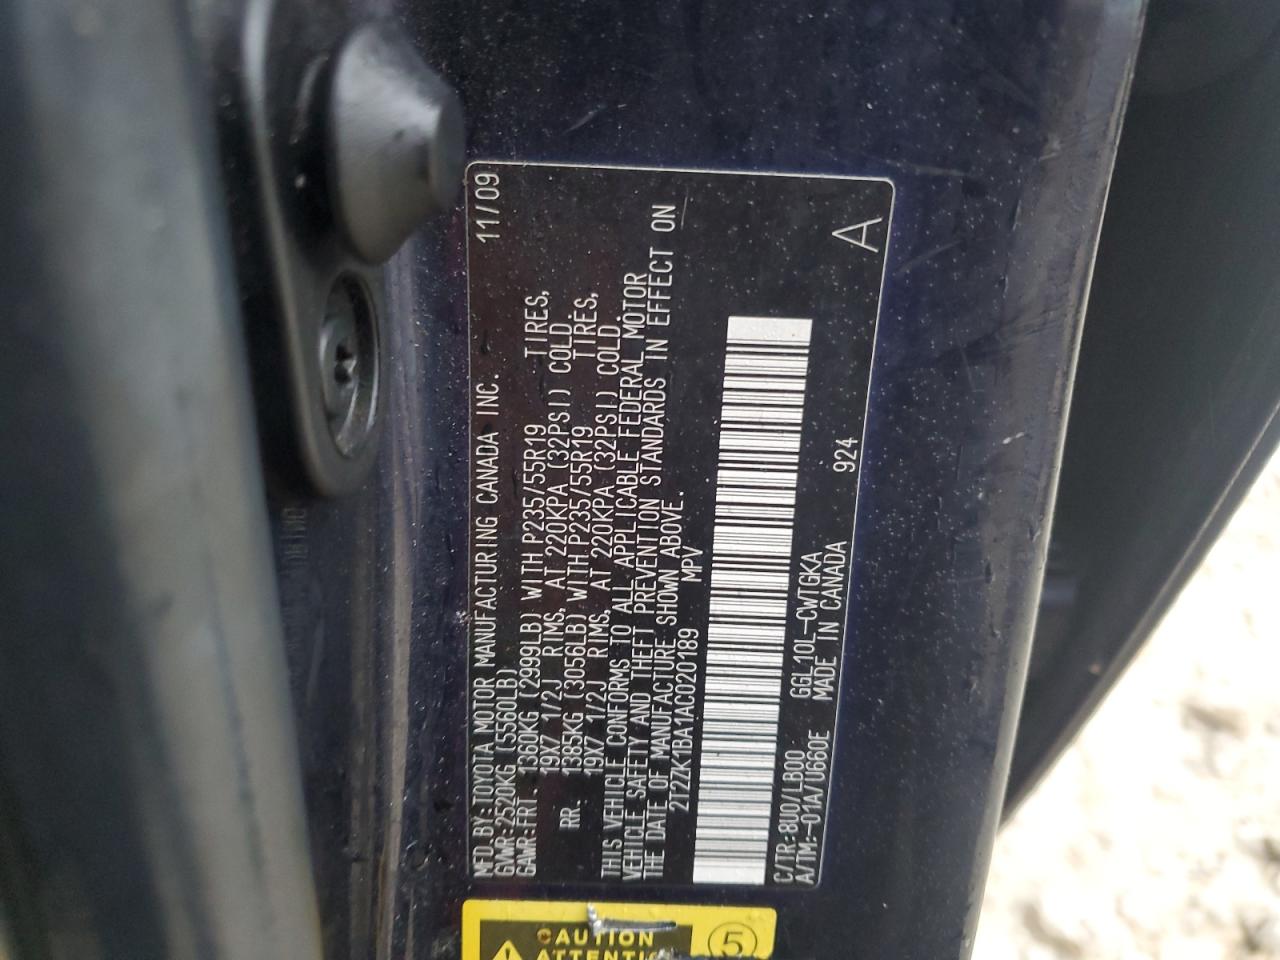 MFD.BY:TOYOTA MOTOR MANUFACTURING CANADA INC. 11/09
GVWR:2520KG (5560LB)
GAWR:FRT. 1360KG (2999LB) WITH P235/55R19 TIRES,
19X7 1/2J RIMS, AT 220KPA (32PSI) COLD.
RR. 1385KG (3056LB) WITH P235/55R19 TIRES,
19X7 1/2J RIMS, AT 220KPA (32PSI) COLD.
THIS VEHICLE CONFORMS TO ALL APPLICABLE FEDERAL MOTOR
VEHICLE SAFETY AND THEFT PREVENTION STANDARDS IN EFFECT ON
THE DATE OF MANUFACTURE SHOWN ABOVE.
2T2ZK1BA1AC020189 MPV
C/TR:8U0/LB00 GGL10L-CWTGKA 924 A
A/TM:-01A/U660E MADE IN CANADA
CAUTION
ATTENTION
5